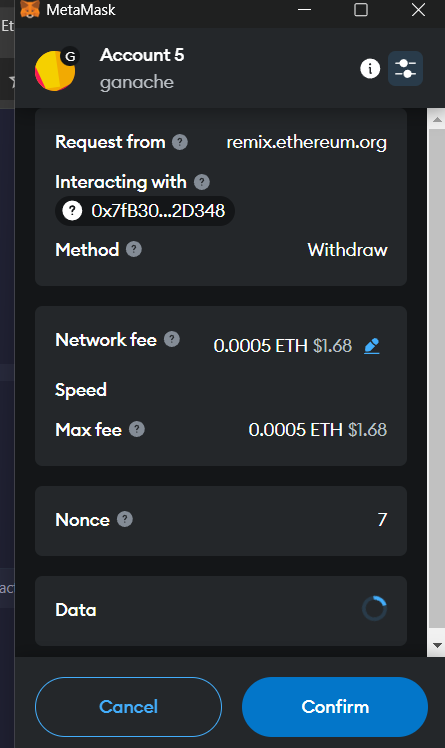 MetaMask
Et
Account 5
G
ganache
Request from
remix.ethereum.org
Interacting with
0x7fB30...2D348
Method
Withdraw
Network fee
0.0005 ETH $1.68
Speed
Max fee
0.0005 ETH $1.68
Nonce
7
Data
act
Cancel
Confirm